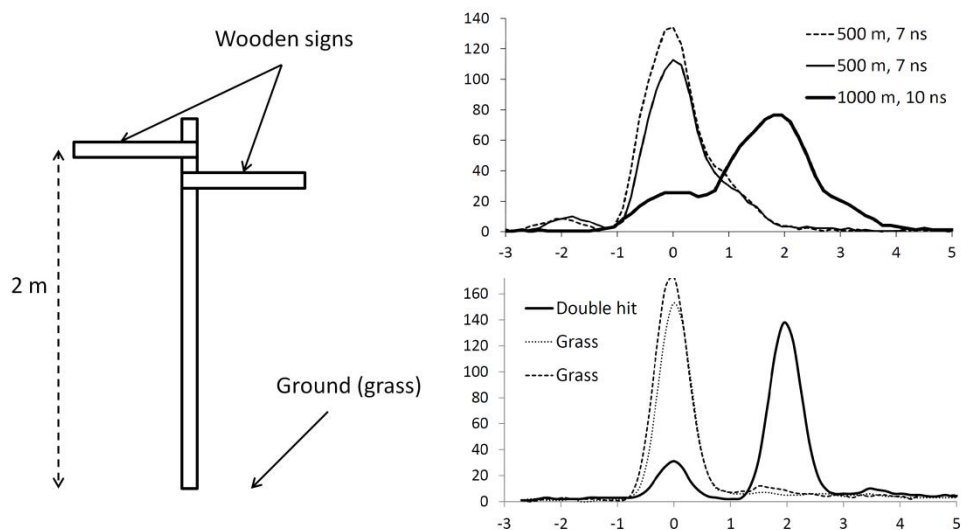 Wooden signs
2 m
Ground (grass)
140
120
100
80
60
40
20
0
-3 -2 -1 0 1 2 3 4 5
500 m, 7 ns
500 m, 7 ns
1000 m, 10 ns
160
140
120
100
80
60
40
20
0
-3 -2 -1 0 1 2 3 4 5
Double hit
Grass
Grass